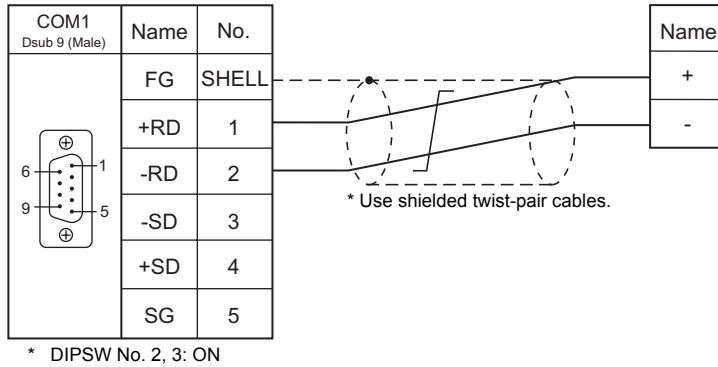 COM1
Dsub 9 (Male)
Name No.
Name
FG SHELL
+
+RD 1
-
-RD 2
6 1
9 5
* Use shielded twist-pair cables.
-SD 3
+SD 4
SG 5
* DIPSW No. 2, 3: ON